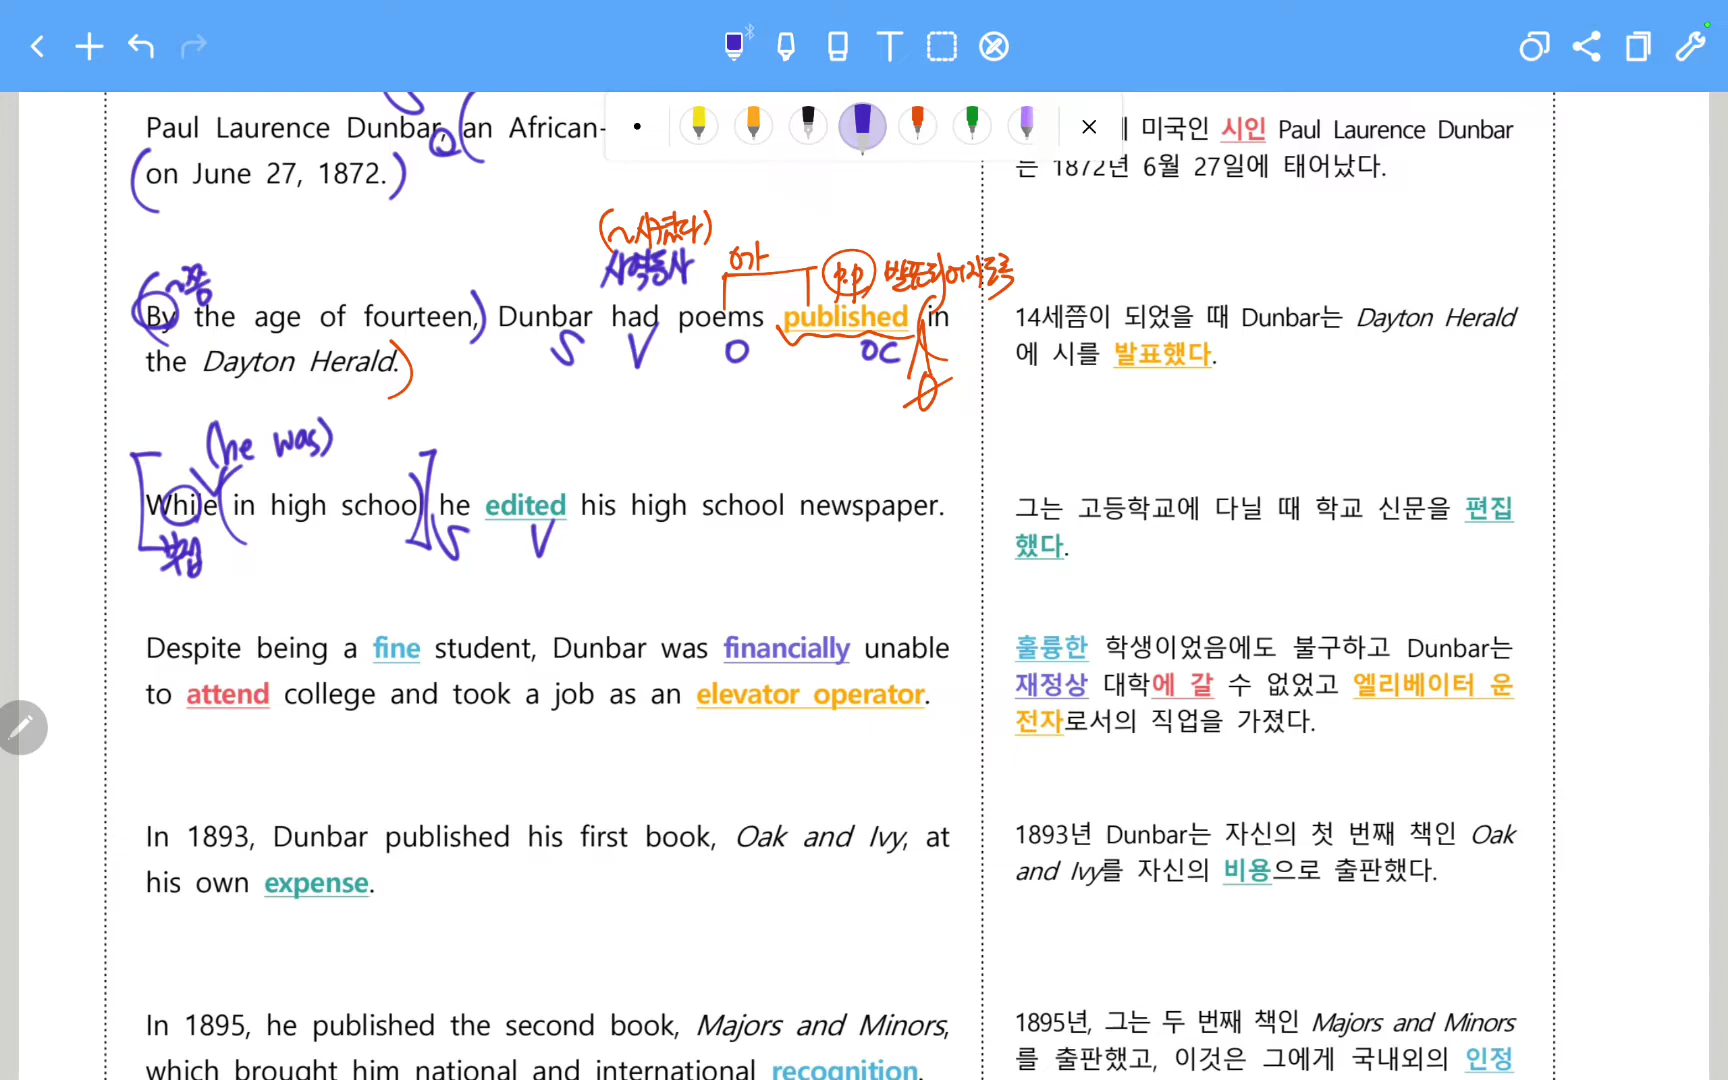 Paul Laurence Dunbar, an African-
on June 27, 1872.
미국인 시인 Paul Laurence Dunbar
는 1872년 6월 27일에 태어났다.
(~시켰다)
사역동사
~쯤
O가
p.p.
발표되어지도록
By the age of fourteen, Dunbar had poems published in
the Dayton Herald.
S V O OC
14세쯤이 되었을 때 Dunbar는 Dayton Herald
에 시를 발표했다.
(he was)
While in high school he edited his high school newspaper.
S V
그는 고등학교에 다닐 때 학교 신문을 편집
했다.
Despite being a fine student, Dunbar was financially unable
to attend college and took a job as an elevator operator.
훌륭한 학생이었음에도 불구하고 Dunbar는
재정상 대학에 갈 수 없었고 엘리베이터 운
전자로서의 직업을 가졌다.
In 1893, Dunbar published his first book, Oak and Ivy, at
his own expense.
1893년 Dunbar는 자신의 첫 번째 책인 Oak
and Ivy를 자신의 비용으로 출판했다.
In 1895, he published the second book, Majors and Minors,
which brought him national and international recognition.
1895년, 그는 두 번째 책인 Majors and Minors
를 출판했고, 이것은 그에게 국내외의 인정